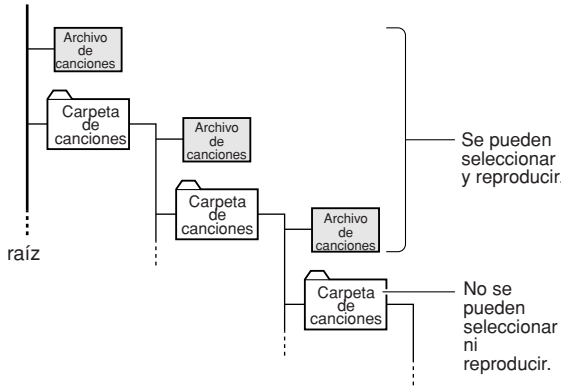 Archivo
de
canciones
Carpeta
de
canciones
Archivo
de
canciones
Carpeta
de
canciones
Archivo
de
canciones
Carpeta
de
canciones
raíz
Se pueden
seleccionar
y reproducir.
No se
pueden
seleccionar
ni
reproducir.